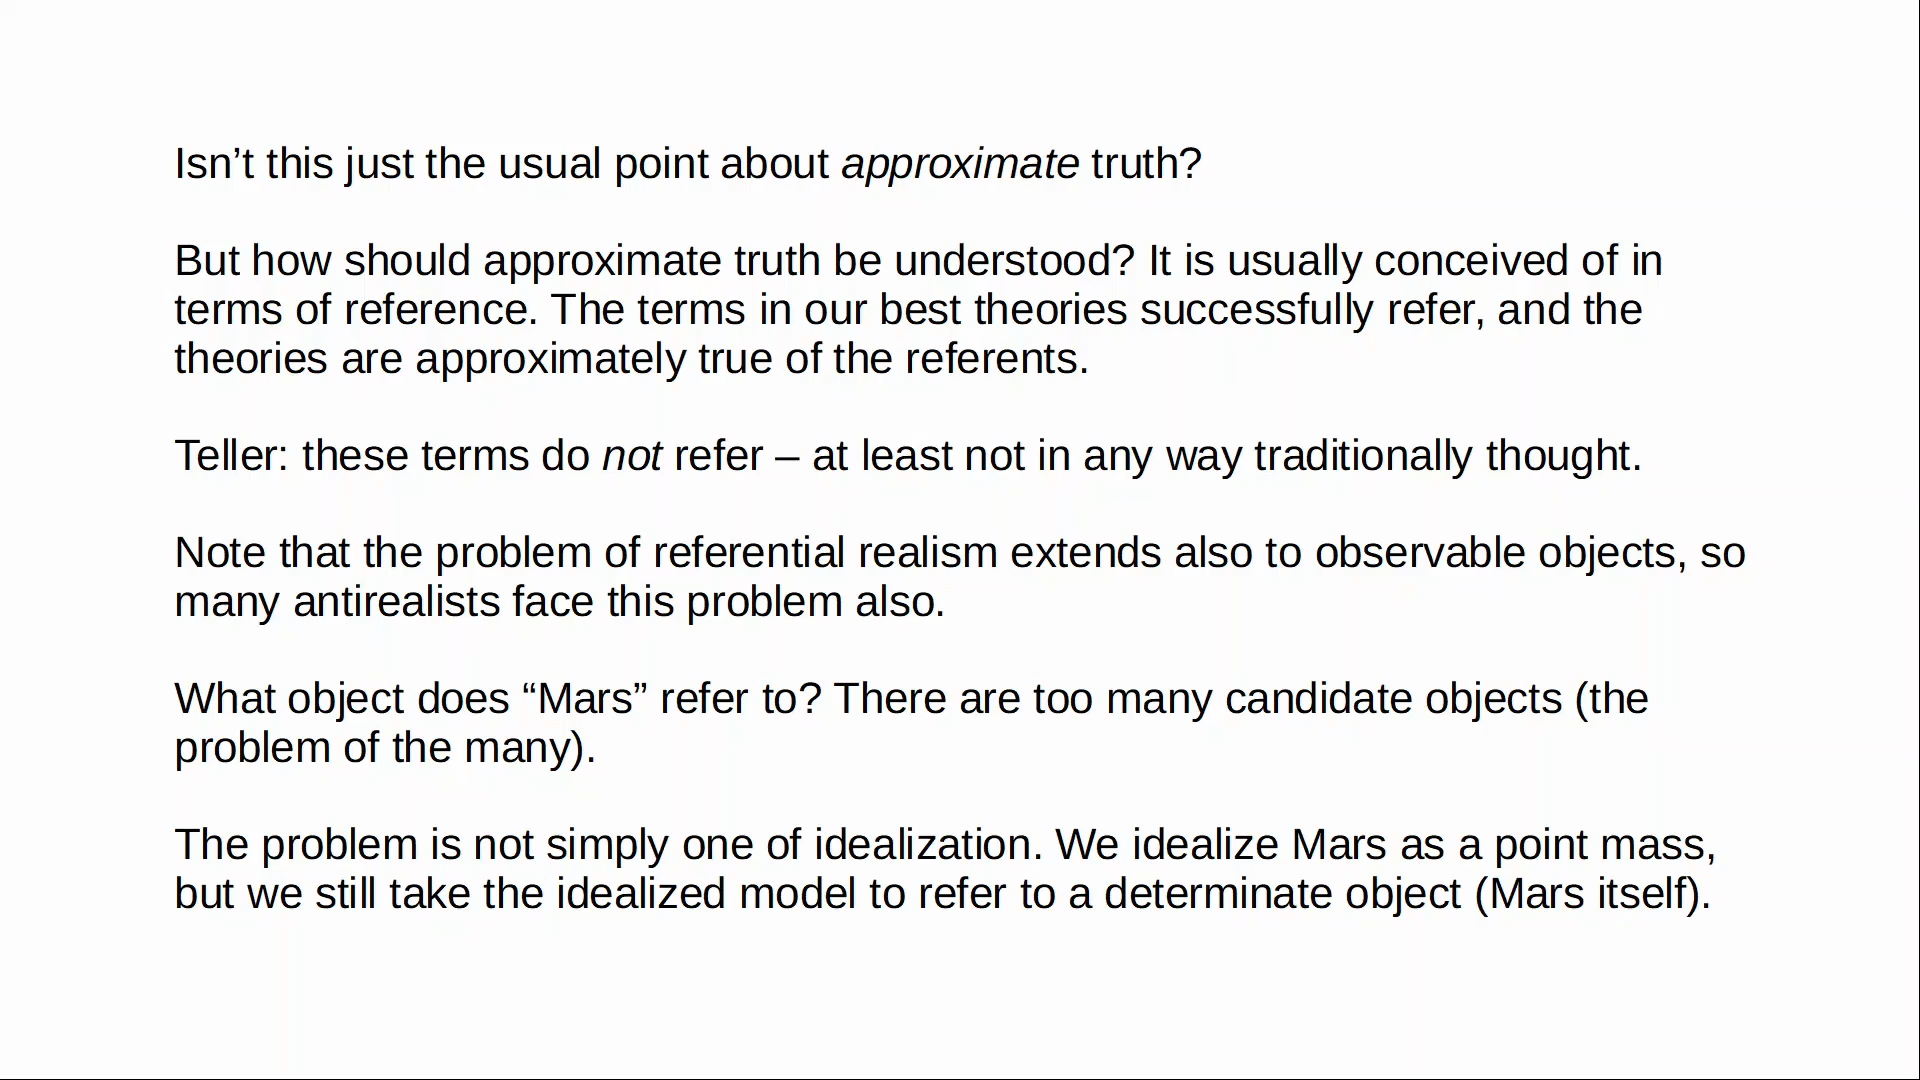 Isn’t this just the usual point about approximate truth?
But how should approximate truth be understood? It is usually conceived of in
terms of reference. The terms in our best theories successfully refer, and the
theories are approximately true of the referents.
Teller: these terms do not refer – at least not in any way traditionally thought.
Note that the problem of referential realism extends also to observable objects, so
many antirealists face this problem also.
What object does “Mars” refer to? There are too many candidate objects (the
problem of the many).
The problem is not simply one of idealization. We idealize Mars as a point mass,
but we still take the idealized model to refer to a determinate object (Mars itself).